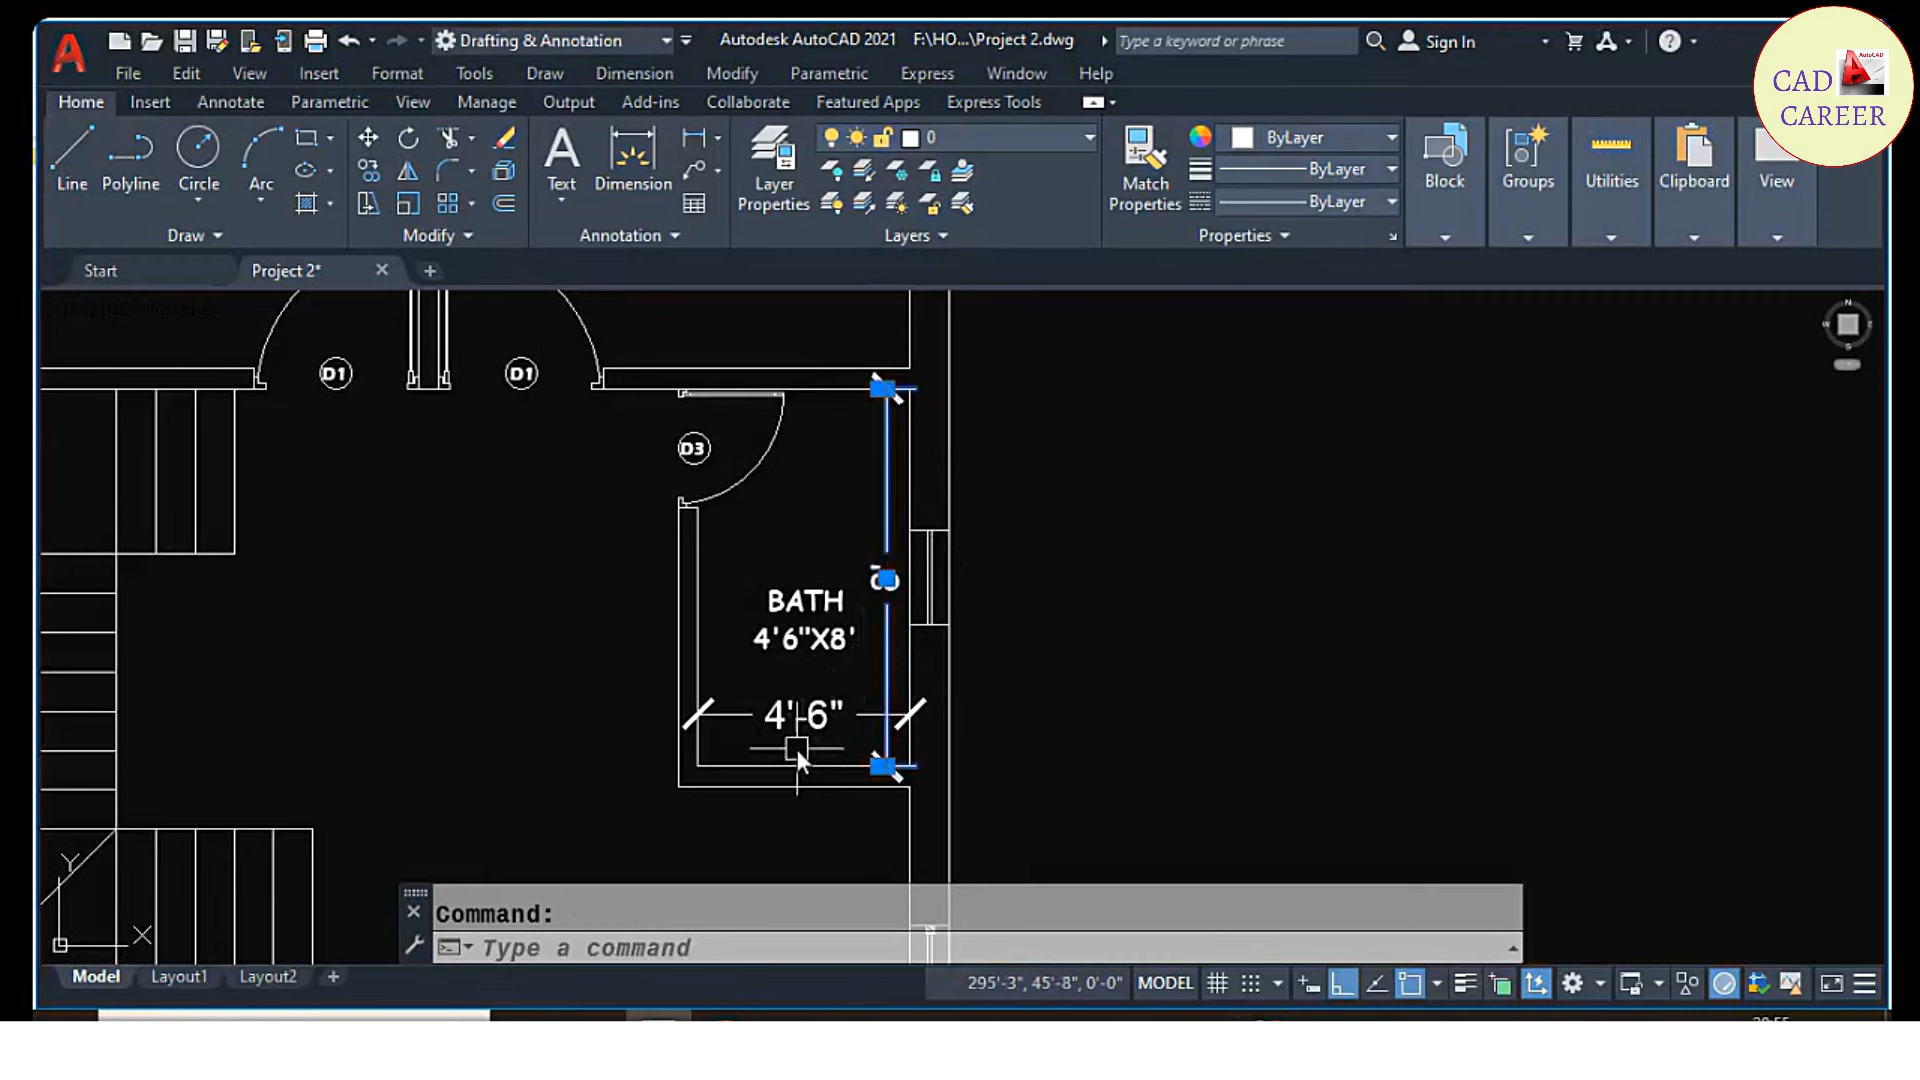 Drafting & Annotation
Autodesk AutoCAD 2021 F:\HO...\Project 2.dwg
Type a keyword or phrase
Sign In
CAD
AutoCAD
CAREER
File Edit View Insert Format Tools Draw Dimension Modify Parametric Express Window Help
Home Insert Annotate Parametric View Manage Output Add-ins Collaborate Featured Apps Express Tools
0
ByLayer
ByLayer
ByLayer
Line Polyline Circle Arc
Text Dimension
Layer
Properties
Match
Properties
Block Groups Utilities Clipboard View
Draw Modify Annotation Layers Properties
Start Project 2*
N
D1 D1
D3
BATH
4'6"X8'
4'-6"
Y
X
Command:
Type a command
Model Layout1 Layout2
295'-3", 45'-8", 0'-0" MODEL